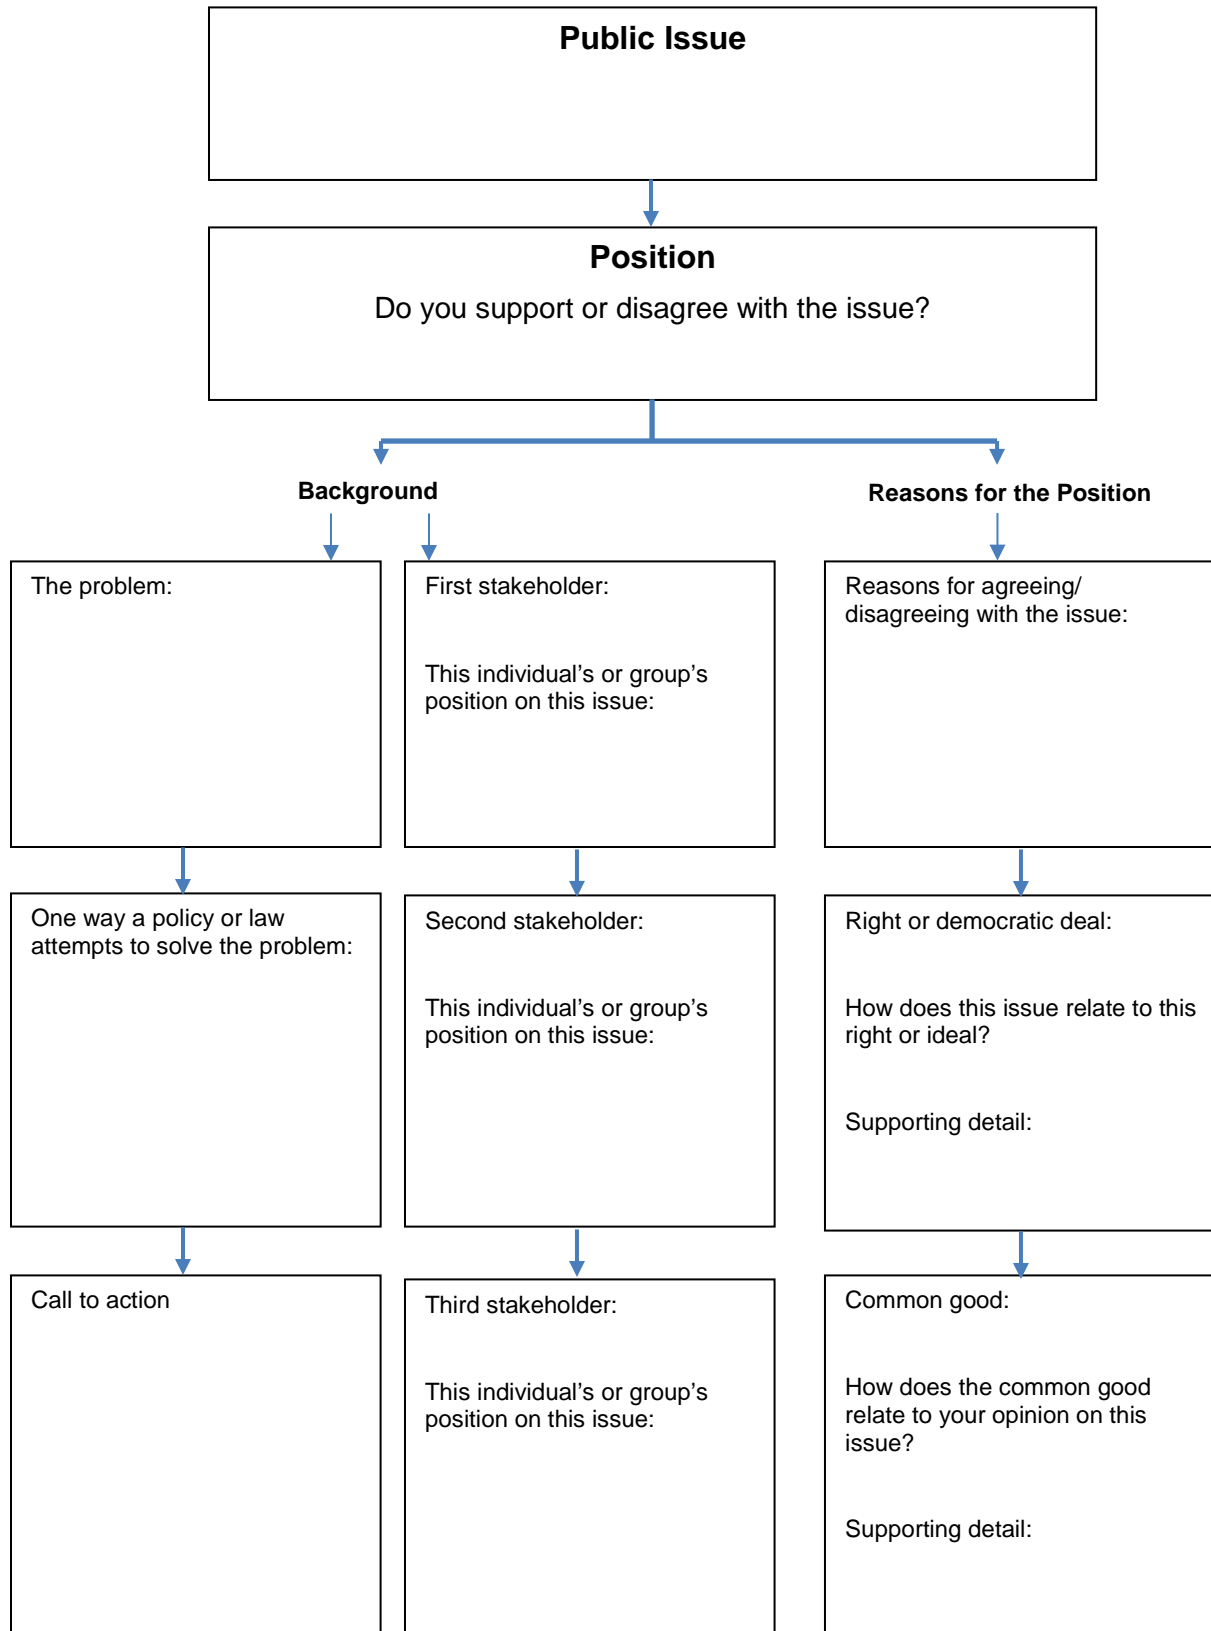 Public Issue
Position
Do you support or disagree with the issue?
Background
Reasons for the Position
The problem:
First stakeholder:
This individual’s or group’s
position on this issue:
Reasons for agreeing/
disagreeing with the issue:
One way a policy or law
attempts to solve the problem:
Second stakeholder:
This individual’s or group’s
position on this issue:
Right or democratic deal:
How does this issue relate to this
right or ideal?
Supporting detail:
Call to action
Third stakeholder:
This individual’s or group’s
position on this issue:
Common good:
How does the common good
relate to your opinion on this
issue?
Supporting detail: